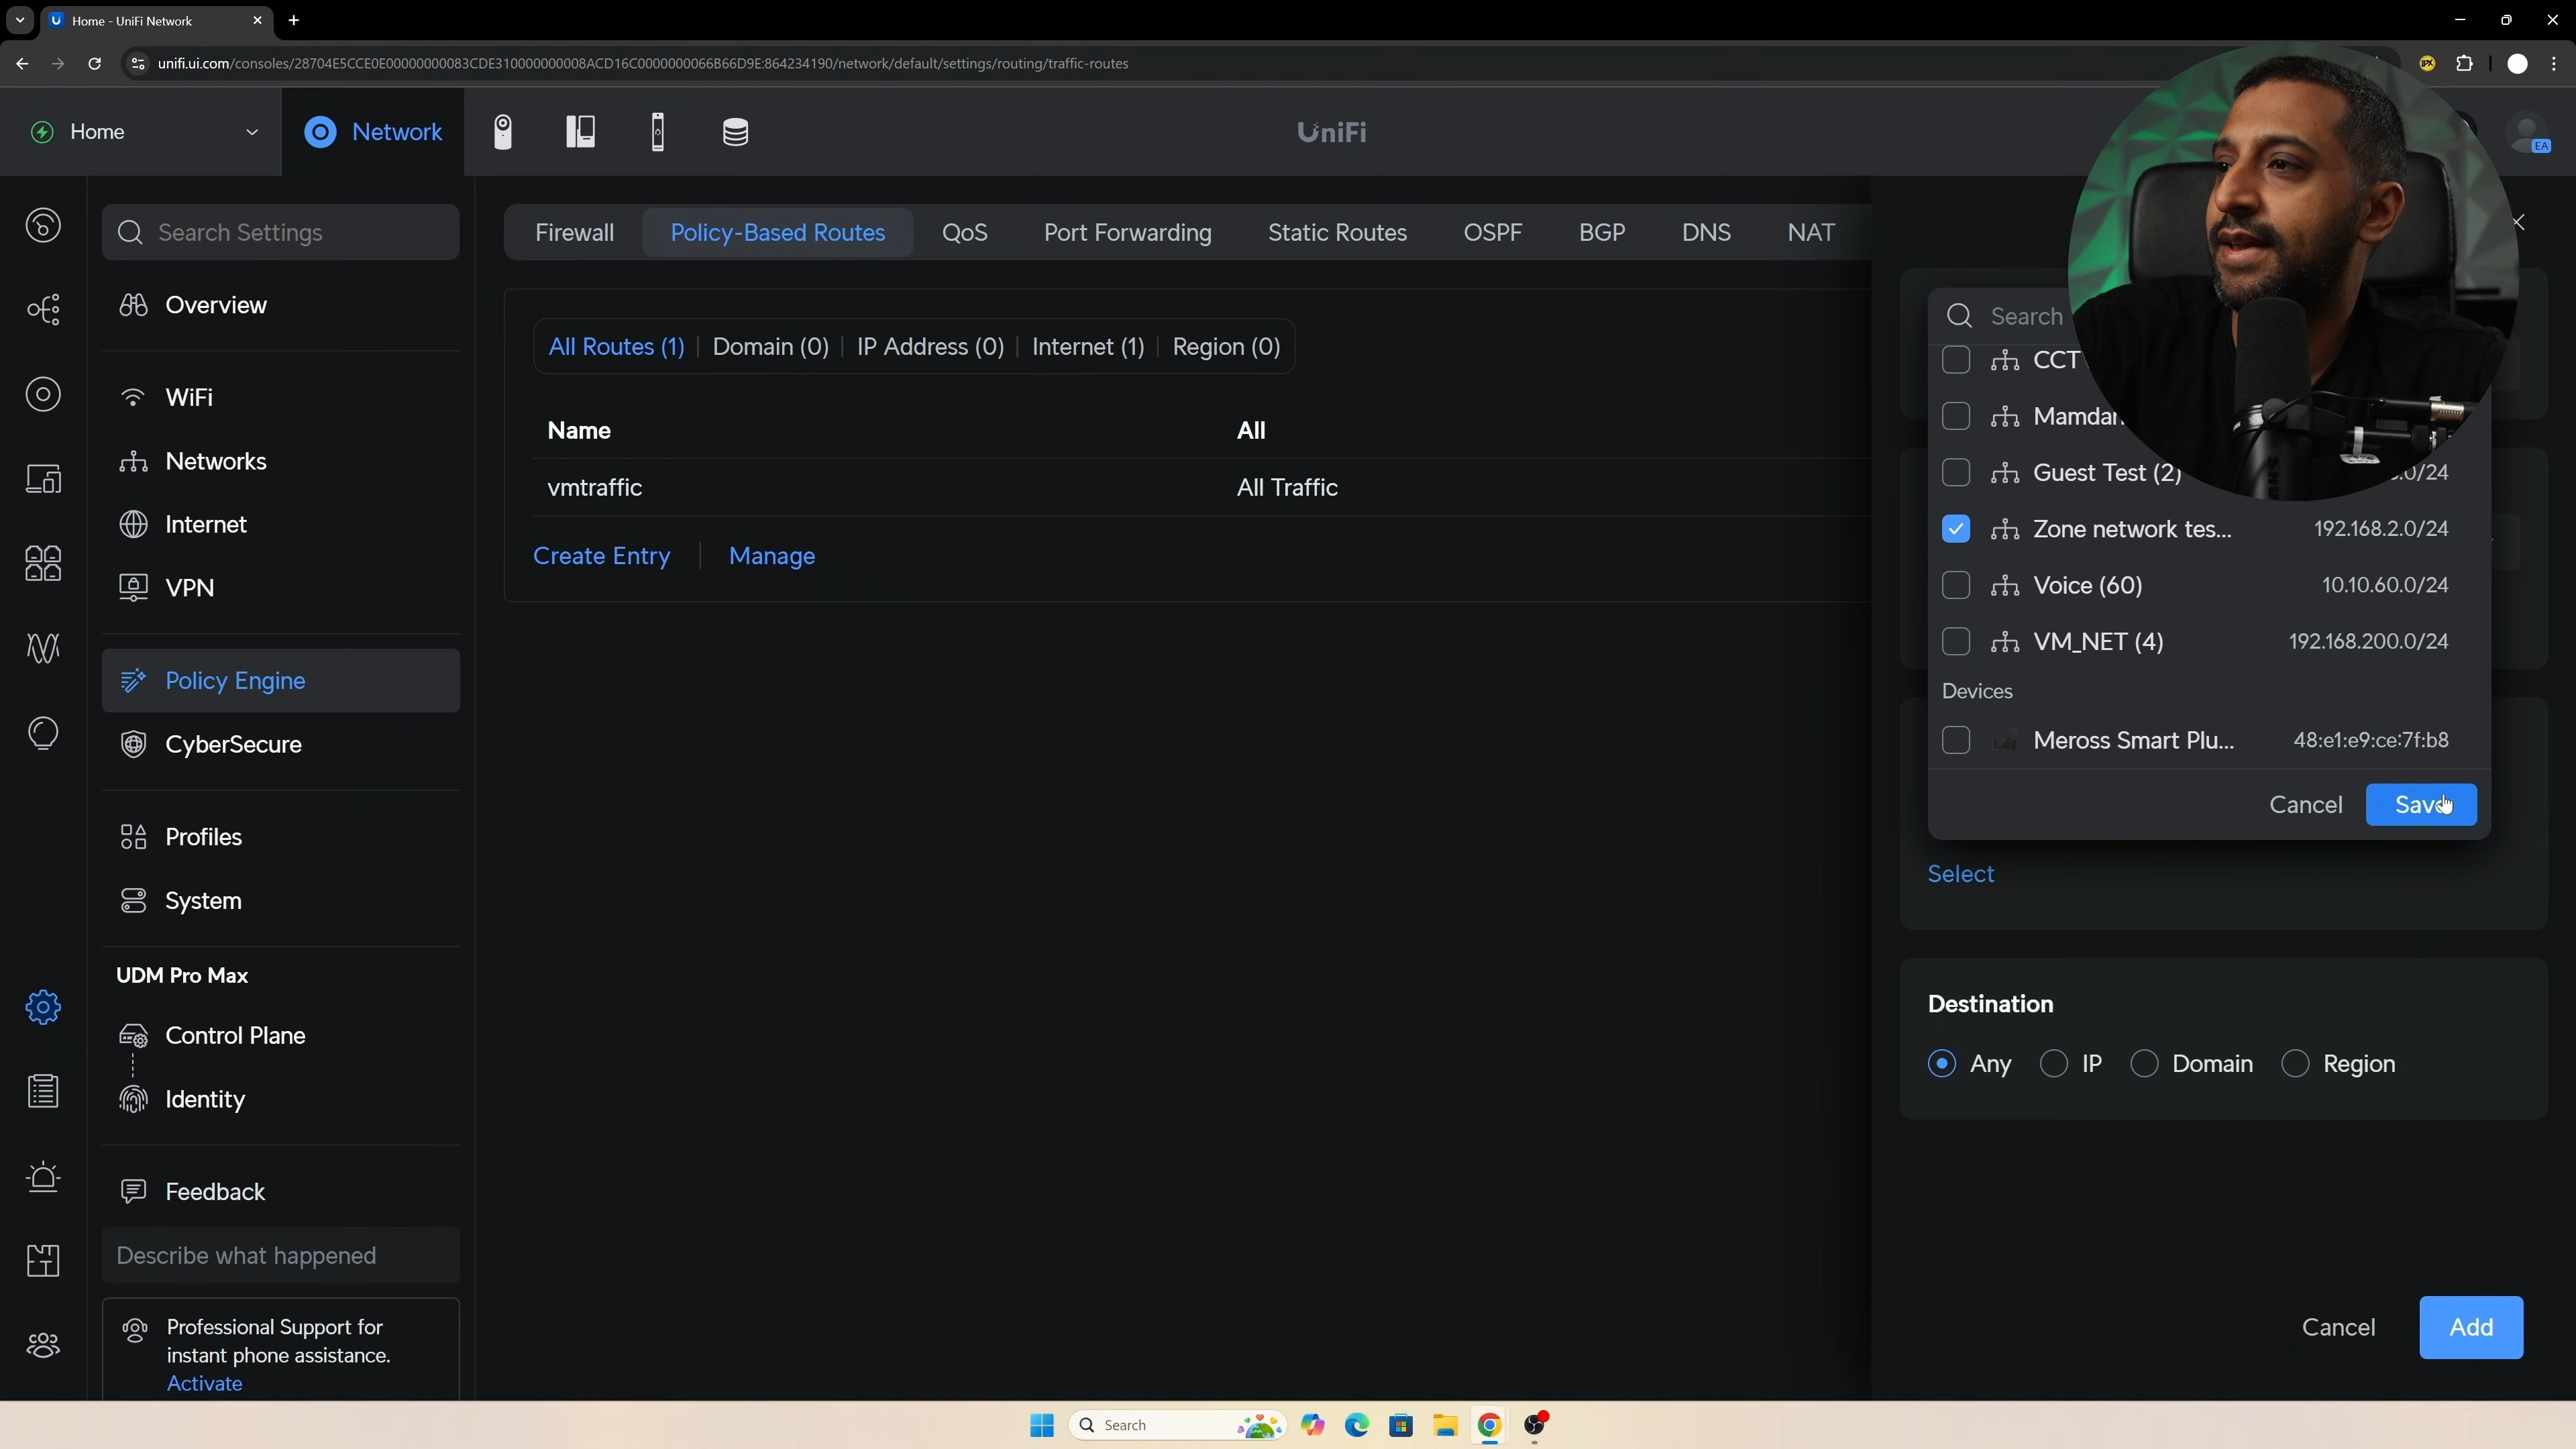 Home - UniFi Network
unifi.ui.com/consoles/28704E5CCE0E00000000083CDE310000000008ACD16C0000000066B66D9E:864234190/network/default/settings/routing/traffic-routes
Home
Network
UniFi
EA
Search Settings
Overview
WiFi
Networks
Internet
VPN
Policy Engine
CyberSecure
Profiles
System
UDM Pro Max
Control Plane
Identity
Feedback
Describe what happened
Professional Support for
instant phone assistance.
Activate
Firewall Policy-Based Routes QoS Port Forwarding Static Routes OSPF BGP DNS NAT
All Routes (1) Domain (0) IP Address (0) Internet (1) Region (0)
Name All
vmtraffic All Traffic
Create Entry Manage
Search
Guest Test (2) .0/24
Zone network tes... 192.168.2.0/24
Voice (60) 10.10.60.0/24
VM_NET (4) 192.168.200.0/24
Devices
Meross Smart Plu... 48:e1:e9:ce:7f:b8
Cancel Save
Select
Destination
Any IP Domain Region
Cancel Add
Search